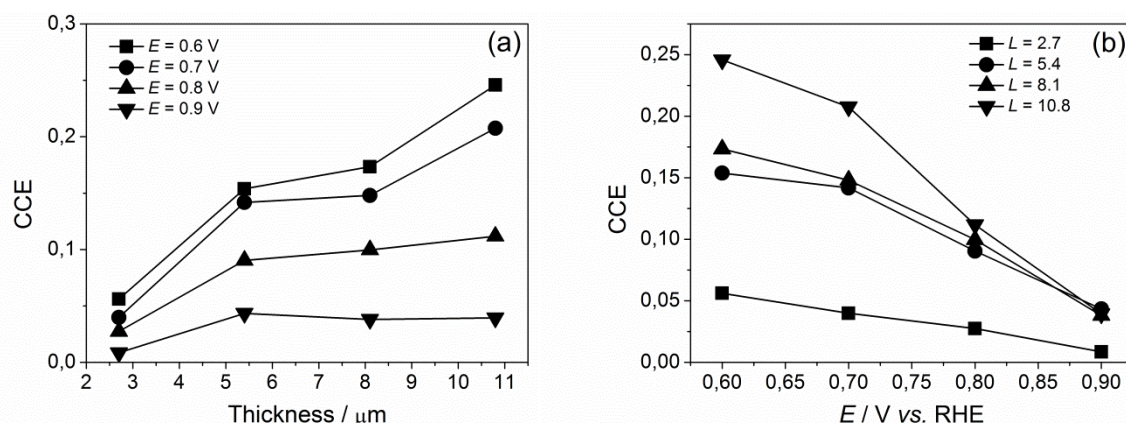 (a)
E = 0.6 V
E = 0.7 V
E = 0.8 V
E = 0.9 V
0,3
0,2
0,1
0,0
CCE
2 3 4 5 6 7 8 9 10 11
Thickness / μm
(b)
L = 2.7
L = 5.4
L = 8.1
L = 10.8
0,25
0,20
0,15
0,10
0,05
0,00
CCE
0,60 0,65 0,70 0,75 0,80 0,85 0,90
E / V vs. RHE